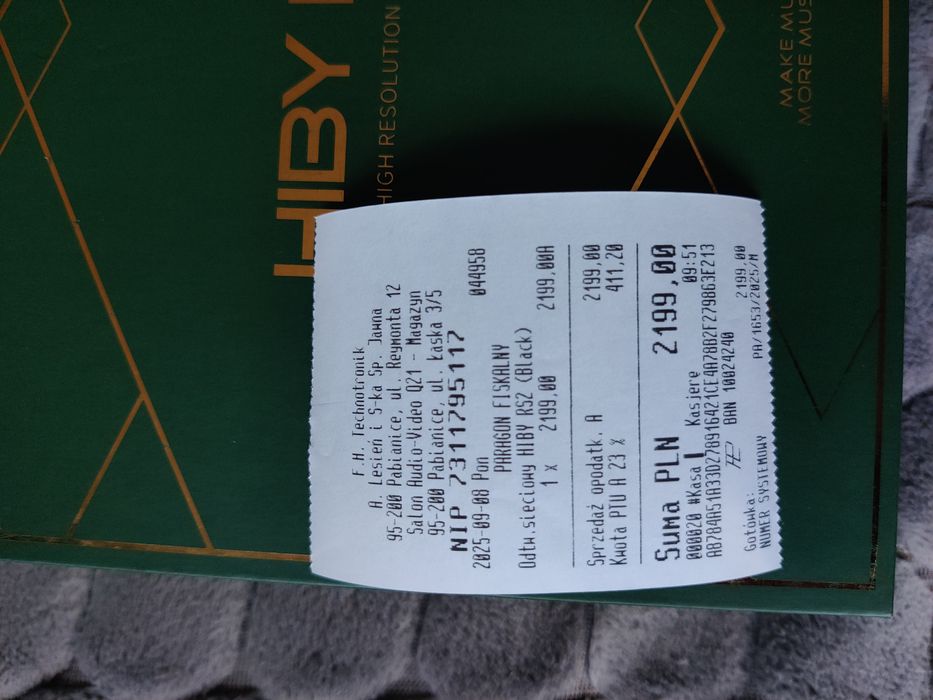 HIBY
HIGH RESOLUTION
MAKE MU
MORE MUS
F.H. Technotronik
A. Lesień i S-ka Sp. Jawna
95-200 Pabianice, ul. Reymonta 12
Salon Audio-Video Q21 - Magazyn
95-200 Pabianice, ul. Łaska 3/5
NIP 7311795117
2025-09-08 Pon 044958
PARAGON FISKALNY
Odtw.sieciowy HIBY RS2 (Black)
1 x 2199,00 2199,00A
Sprzedaż opodatk. A 2199,00
Kwota PTU A 23 % 411,20
Suma PLN 2199,00
000020 #Kasa 1 Kasjerę 09:51
BAN 10024240
Gotówka: 2199.00
NUMER SYSTEMOWY PA/1653/2025/M